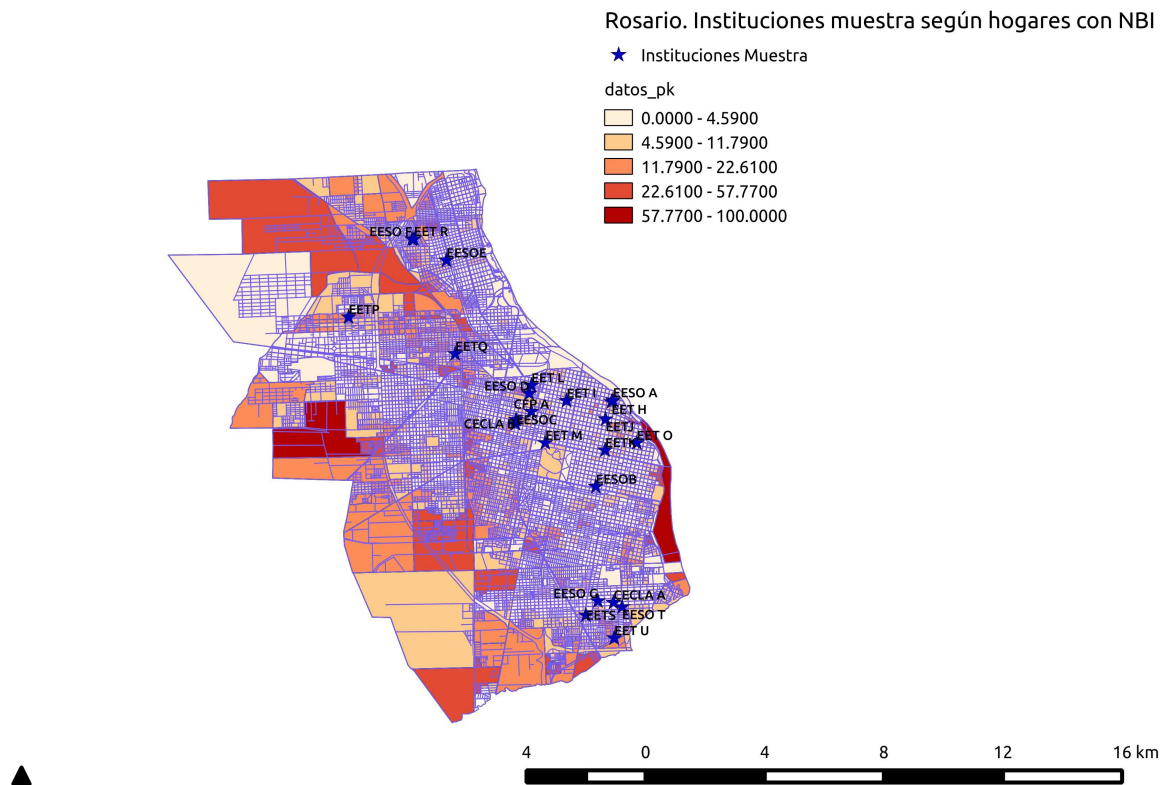 Rosario. Instituciones muestra según hogares con NBI
Instituciones Muestra
datos_pk
0.0000 - 4.5900
4.5900 - 11.7900
11.7900 - 22.6100
22.6100 - 57.7700
57.7700 - 100.0000
EESO F EET R
EESOE
EETP
EETQ
EET L
EESO D
EET I
EESO A
CFP A
EET H
EESOC
CECLA B
EETJ
EET M
EETK
EET O
EESOB
EESO G
CECLA A
EETS
EESO T
EET U
4 0 4 8 12 16 km